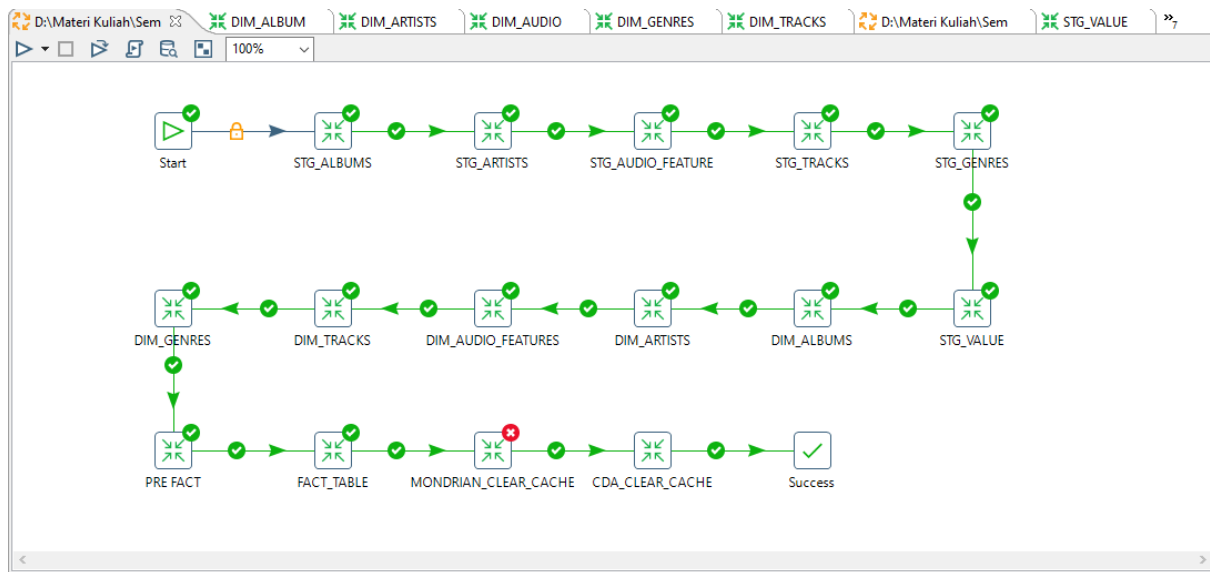 D:\Materi Kuliah\Sem DIM_ALBUM DIM_ARTISTS DIM_AUDIO DIM_GENRES DIM_TRACKS D:\Materi Kuliah\Sem STG_VALUE »7
100%
Start STG_ALBUMS STG_ARTISTS STG_AUDIO_FEATURE STG_TRACKS STG_GENRES
DIM_GENRES DIM_TRACKS DIM_AUDIO_FEATURES DIM_ARTISTS DIM_ALBUMS STG_VALUE
PRE FACT FACT_TABLE MONDRIAN_CLEAR_CACHE CDA_CLEAR_CACHE Success